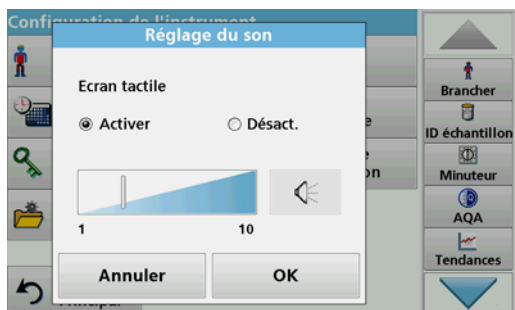 Configuration de l'instrument
Réglage du son
Ecran tactile
Activer
Désact.
1
10
Annuler
OK
Brancher
ID échantillon
Minuteur
AQA
Tendances